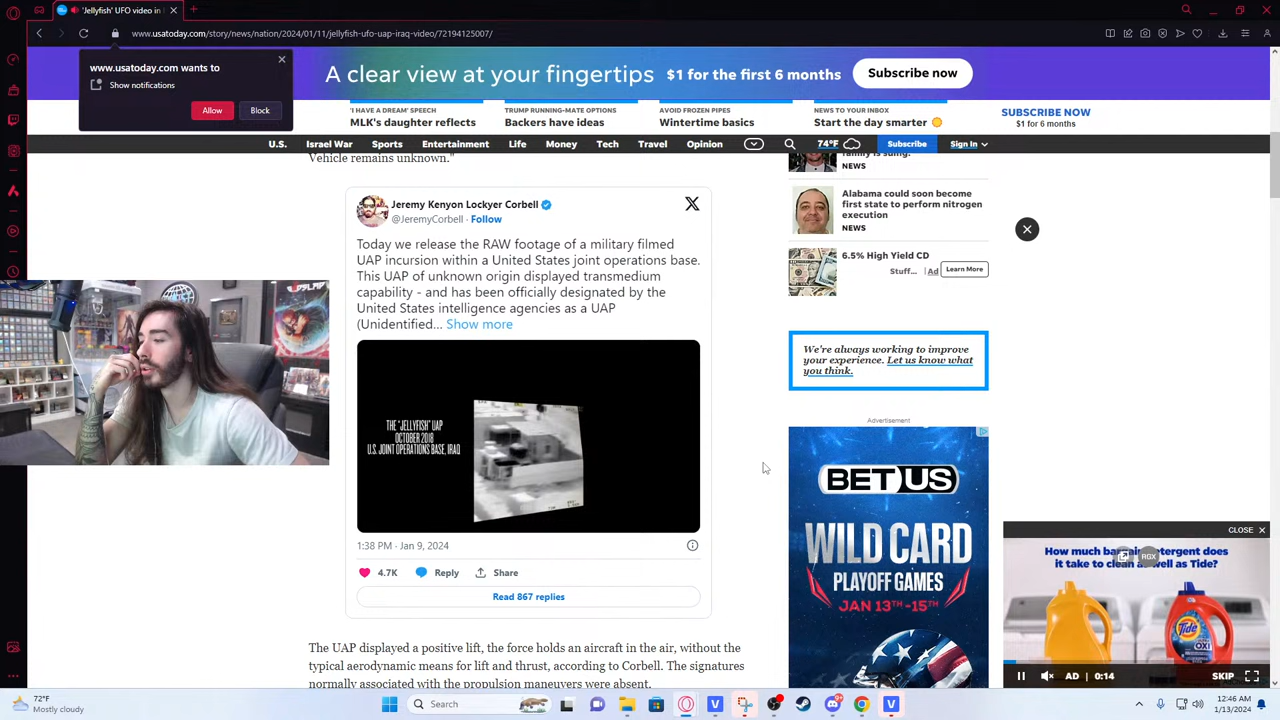 'Jellyfish' UFO video in
www.usatoday.com/story/news/nation/2024/01/11/jellyfish-ufo-uap-iraq-video/72194125007/
www.usatoday.com wants to
Show notifications
Allow
Block
A clear view at your fingertips
$1 for the first 6 months
Subscribe now
'I HAVE A DREAM' SPEECH
MLK's daughter reflects
TRUMP RUNNING-MATE OPTIONS
Backers have ideas
AVOID FROZEN PIPES
Wintertime basics
NEWS TO YOUR INBOX
Start the day smarter
SUBSCRIBE NOW
$1 for 6 months
U.S.
Israel War
Sports
Entertainment
Life
Money
Tech
Travel
Opinion
74°F
Subscribe
Sign In
Vehicle remains unknown."
Jeremy Kenyon Lockyer Corbell
@JeremyCorbell · Follow
Today we release the RAW footage of a military filmed
UAP incursion within a United States joint operations base.
This UAP of unknown origin displayed transmedium
capability - and has been officially designated by the
United States intelligence agencies as a UAP
(Unidentified... Show more
THE "JELLYFISH" UAP
OCTOBER 2018
U.S. JOINT OPERATIONS BASE, IRAQ
1:38 PM · Jan 9, 2024
4.7K
Reply
Share
Read 867 replies
The UAP displayed a positive lift, the force holds an aircraft in the air, without the
typical aerodynamic means for lift and thrust, according to Corbell. The signatures
normally associated with the propulsion maneuvers were absent.
family is suing.
NEWS
Alabama could soon become
first state to perform nitrogen
execution
NEWS
6.5% High Yield CD
Stuff... | Ad
Learn More
We're always working to improve
your experience. Let us know what
you think.
Advertisement
BETUS
WILD CARD
PLAYOFF GAMES
JAN 13TH-15TH
CLOSE
How much
detergent does
it take to clean
well as Tide?
RGX
Tide
OXI
AD
0:14
SKIP
72°F
Mostly cloudy
Search
12:46 AM
1/13/2024